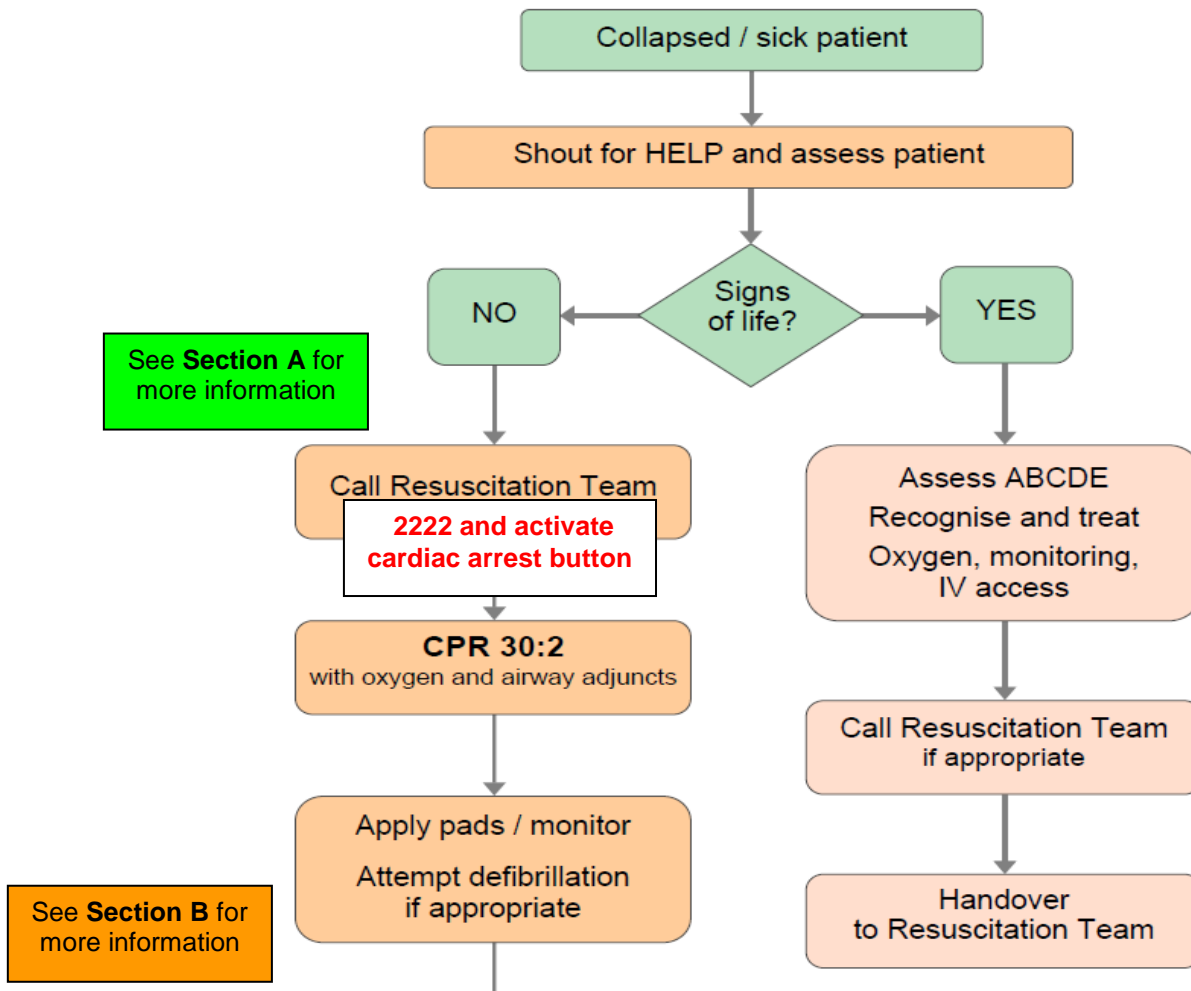 Collapsed / sick patient
Shout for HELP and assess patient
Signs
of life?
NO
YES
See Section A for
more information
Call Resuscitation Team
2222 and activate
cardiac arrest button
CPR 30:2
with oxygen and airway adjuncts
Apply pads / monitor
Attempt defibrillation
if appropriate
See Section B for
more information
Assess ABCDE
Recognise and treat
Oxygen, monitoring,
IV access
Call Resuscitation Team
if appropriate
Handover
to Resuscitation Team